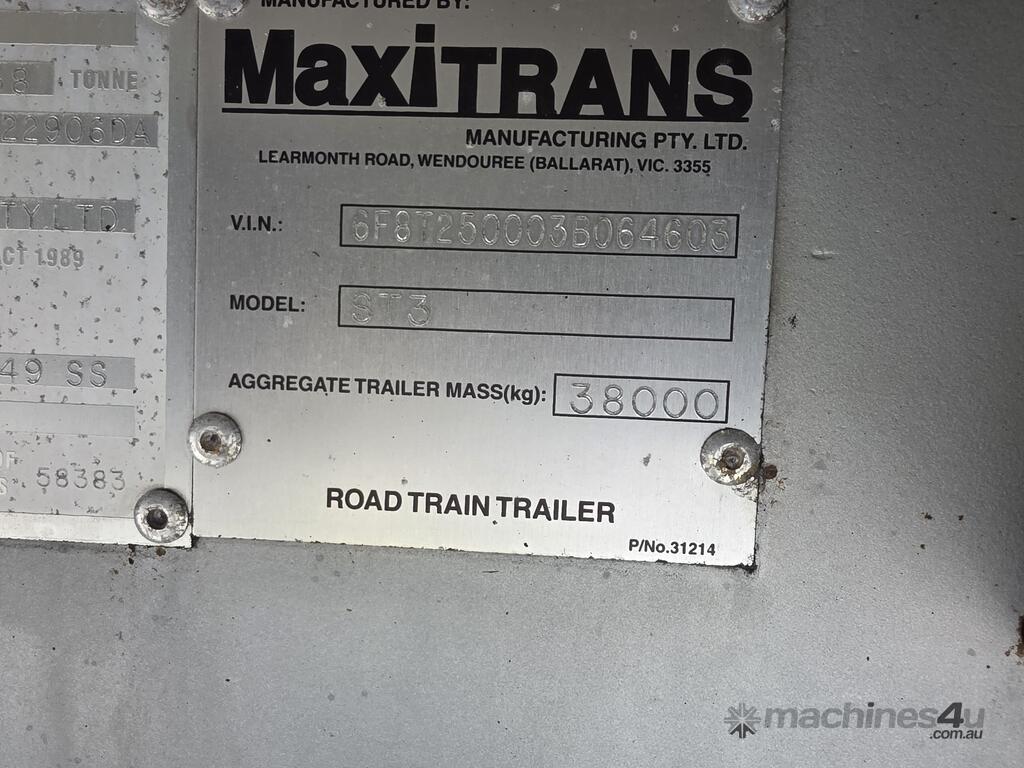 TONNE
22906DA
TY.LTD.
ACT 1989
49 SS
OF
58383
MANUFACTURED BY:
MaxiTRANS
MANUFACTURING PTY. LTD.
LEARMONTH ROAD, WENDOUREE (BALLARAT), VIC. 3355
V.I.N.: 6F8T250003B064603
MODEL: ST3
AGGREGATE TRAILER MASS(kg): 38000
ROAD TRAIN TRAILER
P/No.31214
machines4u
.com.au